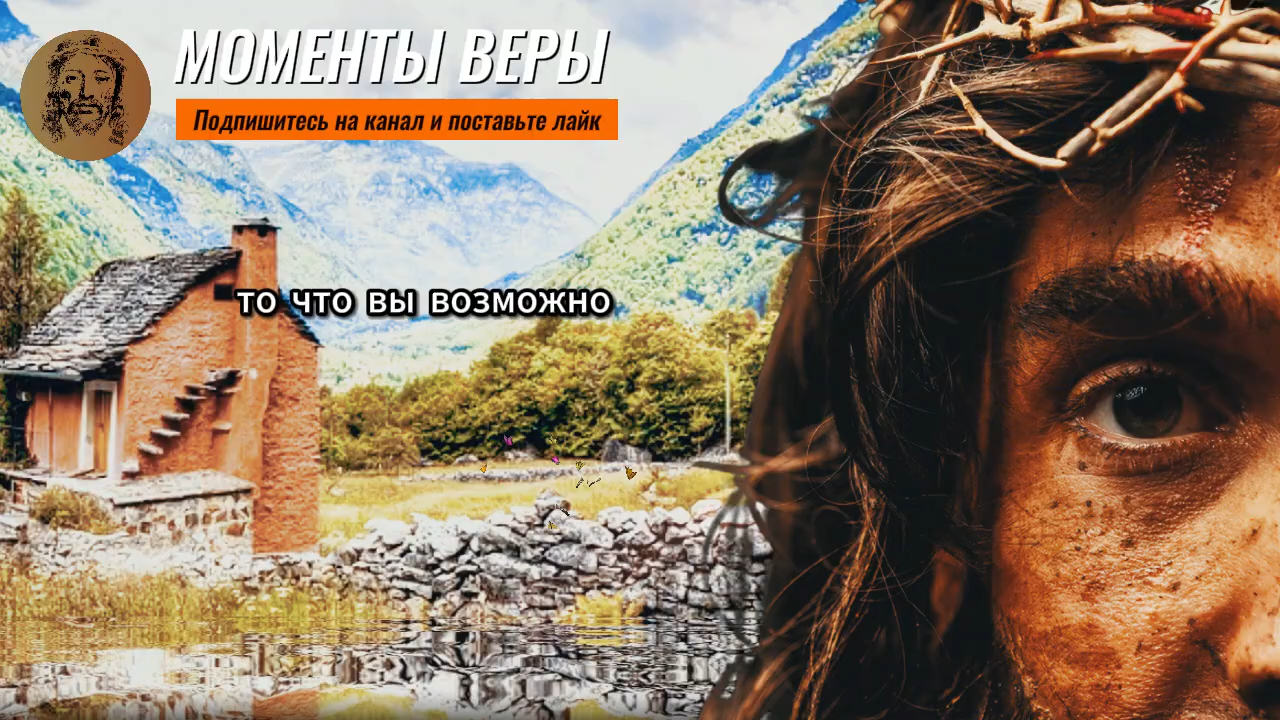 МОМЕНТЫ ВЕРЫ
Подпишитесь на канал и поставьте лайк
то что вы возможно